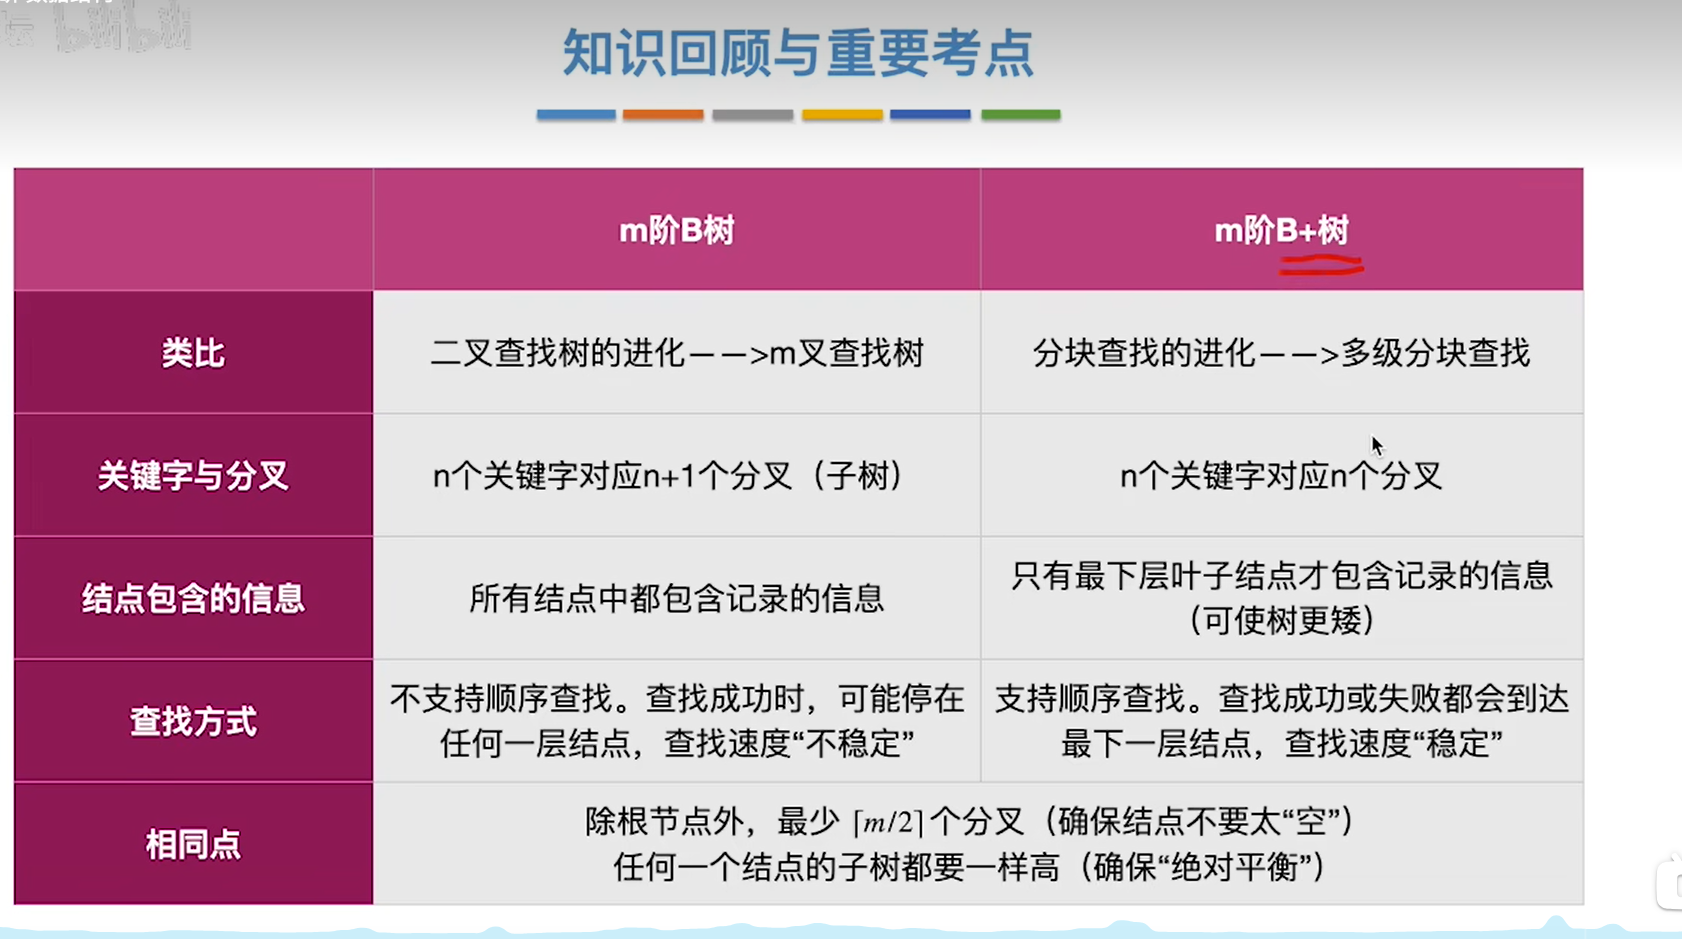 知识回顾与重要考点
m阶B树
m阶B+树
类比
二叉查找树的进化——>m叉查找树
分块查找的进化——>多级分块查找
关键字与分叉
n个关键字对应n+1个分叉（子树）
n个关键字对应n个分叉
结点包含的信息
所有结点中都包含记录的信息
只有最下层叶子结点才包含记录的信息
（可使树更矮）
查找方式
不支持顺序查找。查找成功时，可能停在
任何一层结点，查找速度“不稳定”
支持顺序查找。查找成功或失败都会到达
最下一层结点，查找速度“稳定”
相同点
除根节点外，最少 ⌈m/2⌉个分叉（确保结点不要太“空”）
任何一个结点的子树都要一样高（确保“绝对平衡”）